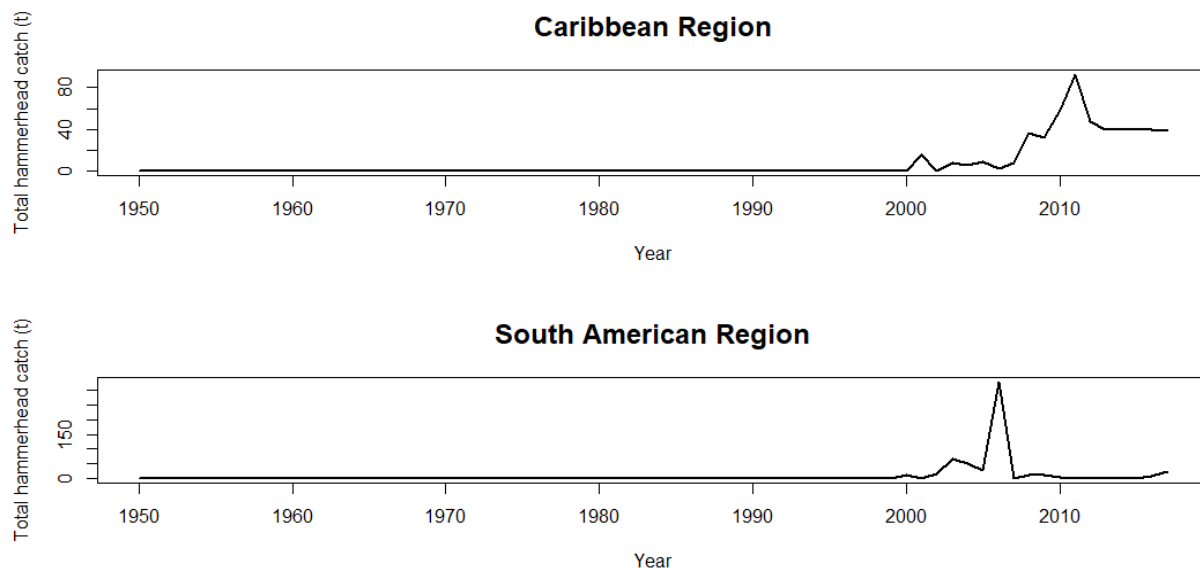 Caribbean Region
Total hammerhead catch (t)
80
40
0
1950 1960 1970 1980 1990 2000 2010
Year
South American Region
Total hammerhead catch (t)
150
0
1950 1960 1970 1980 1990 2000 2010
Year